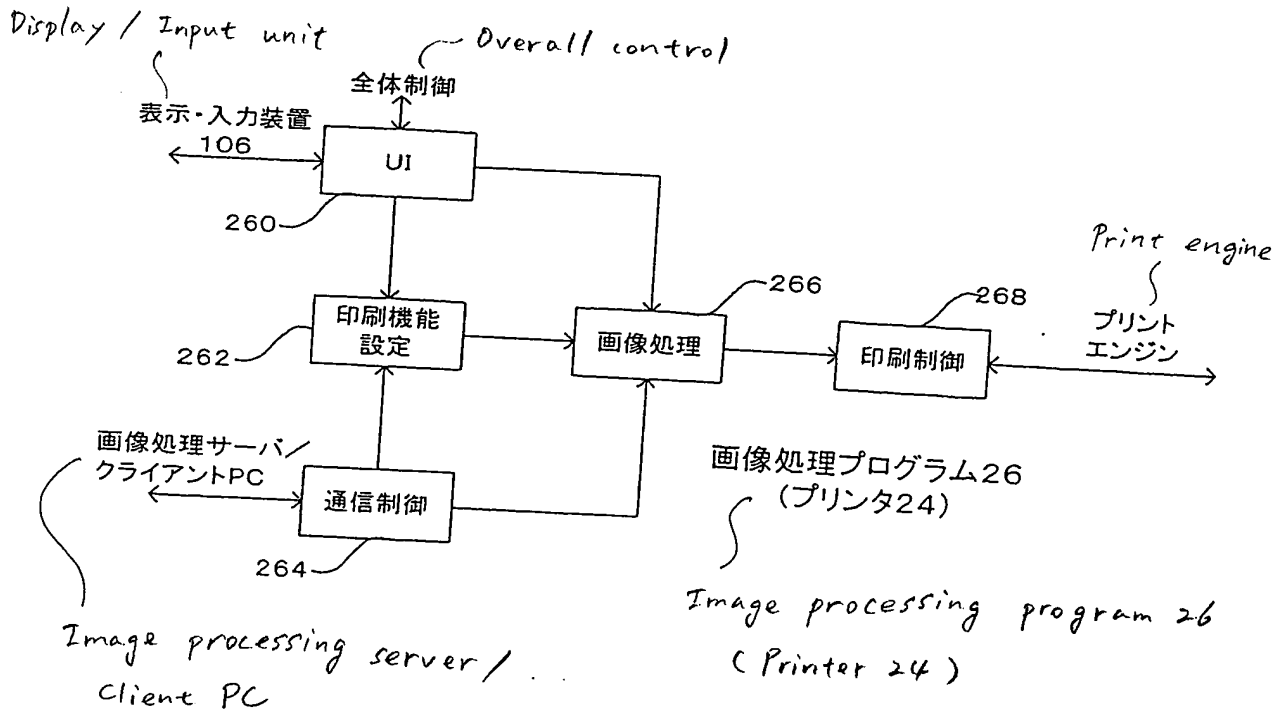 Display / Input unit
Overall control
全体制御
表示・入力装置
106
UI
260
Print engine
266
268
印刷機能
設定
画像処理
印刷制御
プリント
エンジン
262
画像処理サーバ/
クライアントPC
通信制御
264
画像処理プログラム26
(プリンタ24)
Image processing server/
Client PC
Image processing program 26
(Printer 24)